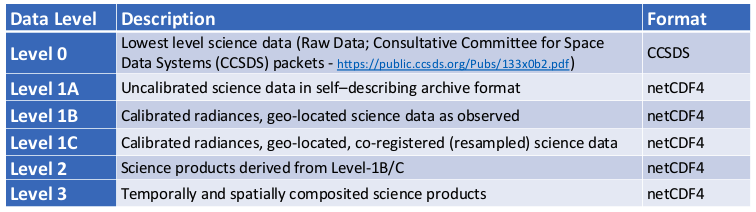 Data Level Description Format
Level 0 Lowest level science data (Raw Data; Consultative Committee for Space Data Systems (CCSDS) packets - https://public.ccsds.org/Pubs/133x0b2.pdf) CCSDS
Level 1A Uncalibrated science data in self–describing archive format netCDF4
Level 1B Calibrated radiances, geo-located science data as observed netCDF4
Level 1C Calibrated radiances, geo-located, co-registered (resampled) science data netCDF4
Level 2 Science products derived from Level-1B/C netCDF4
Level 3 Temporally and spatially composited science products netCDF4